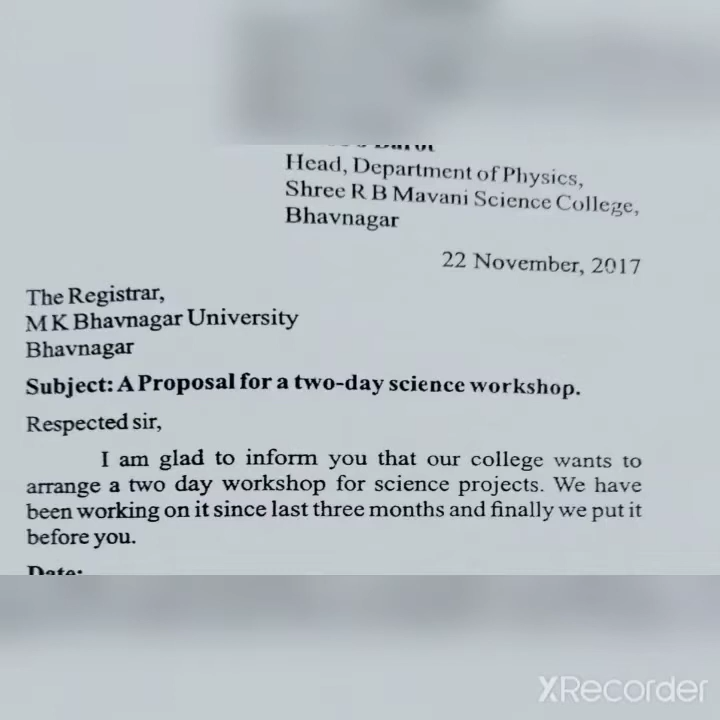 Head, Department of Physics,
Shree R B Mavani Science College,
Bhavnagar
22 November, 2017
The Registrar,
M K Bhavnagar University
Bhavnagar
Subject: A Proposal for a two-day science workshop.
Respected sir,
I am glad to inform you that our college wants to
arrange a two day workshop for science projects. We have
been working on it since last three months and finally we put it
before you.
Date:
XRecorder